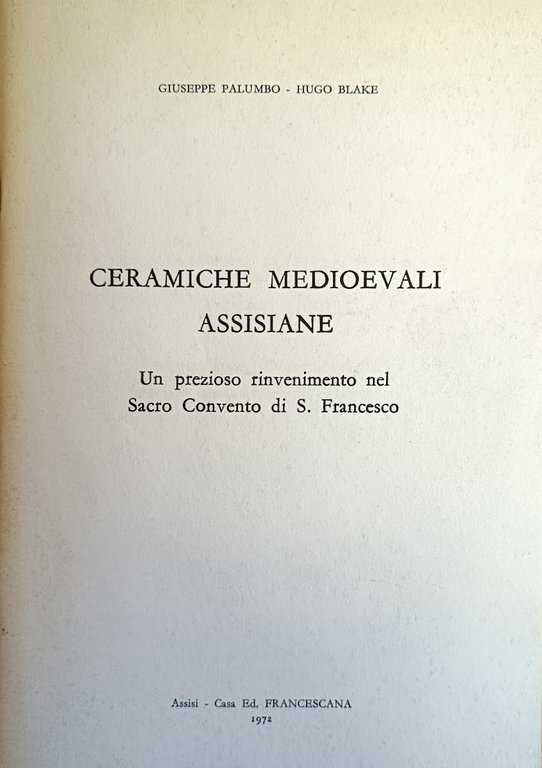 GIUSEPPE PALUMBO - HUGO BLAKE
CERAMICHE MEDIOEVALI
ASSISIANE
Un prezioso rinvenimento nel
Sacro Convento di S. Francesco
Assisi - Casa Ed. FRANCESCANA
1972